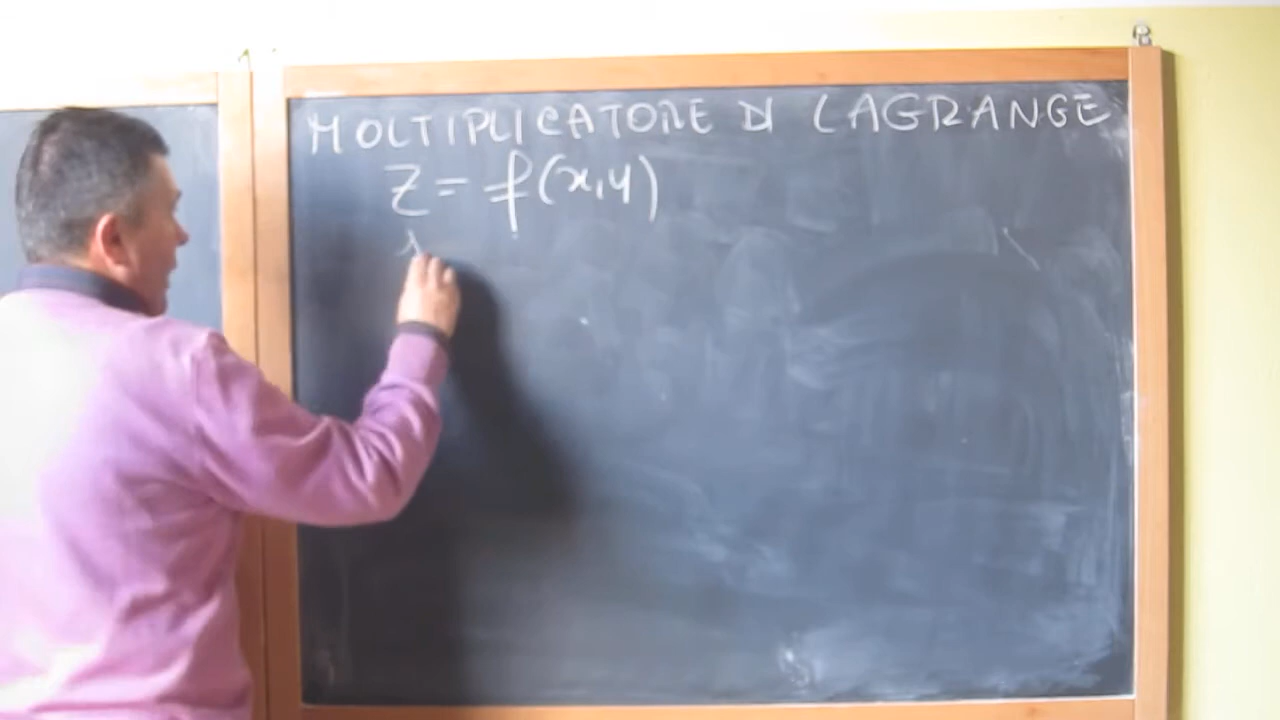 MOLTIPLICATORE DI LAGRANGE
Z = f(x,y)